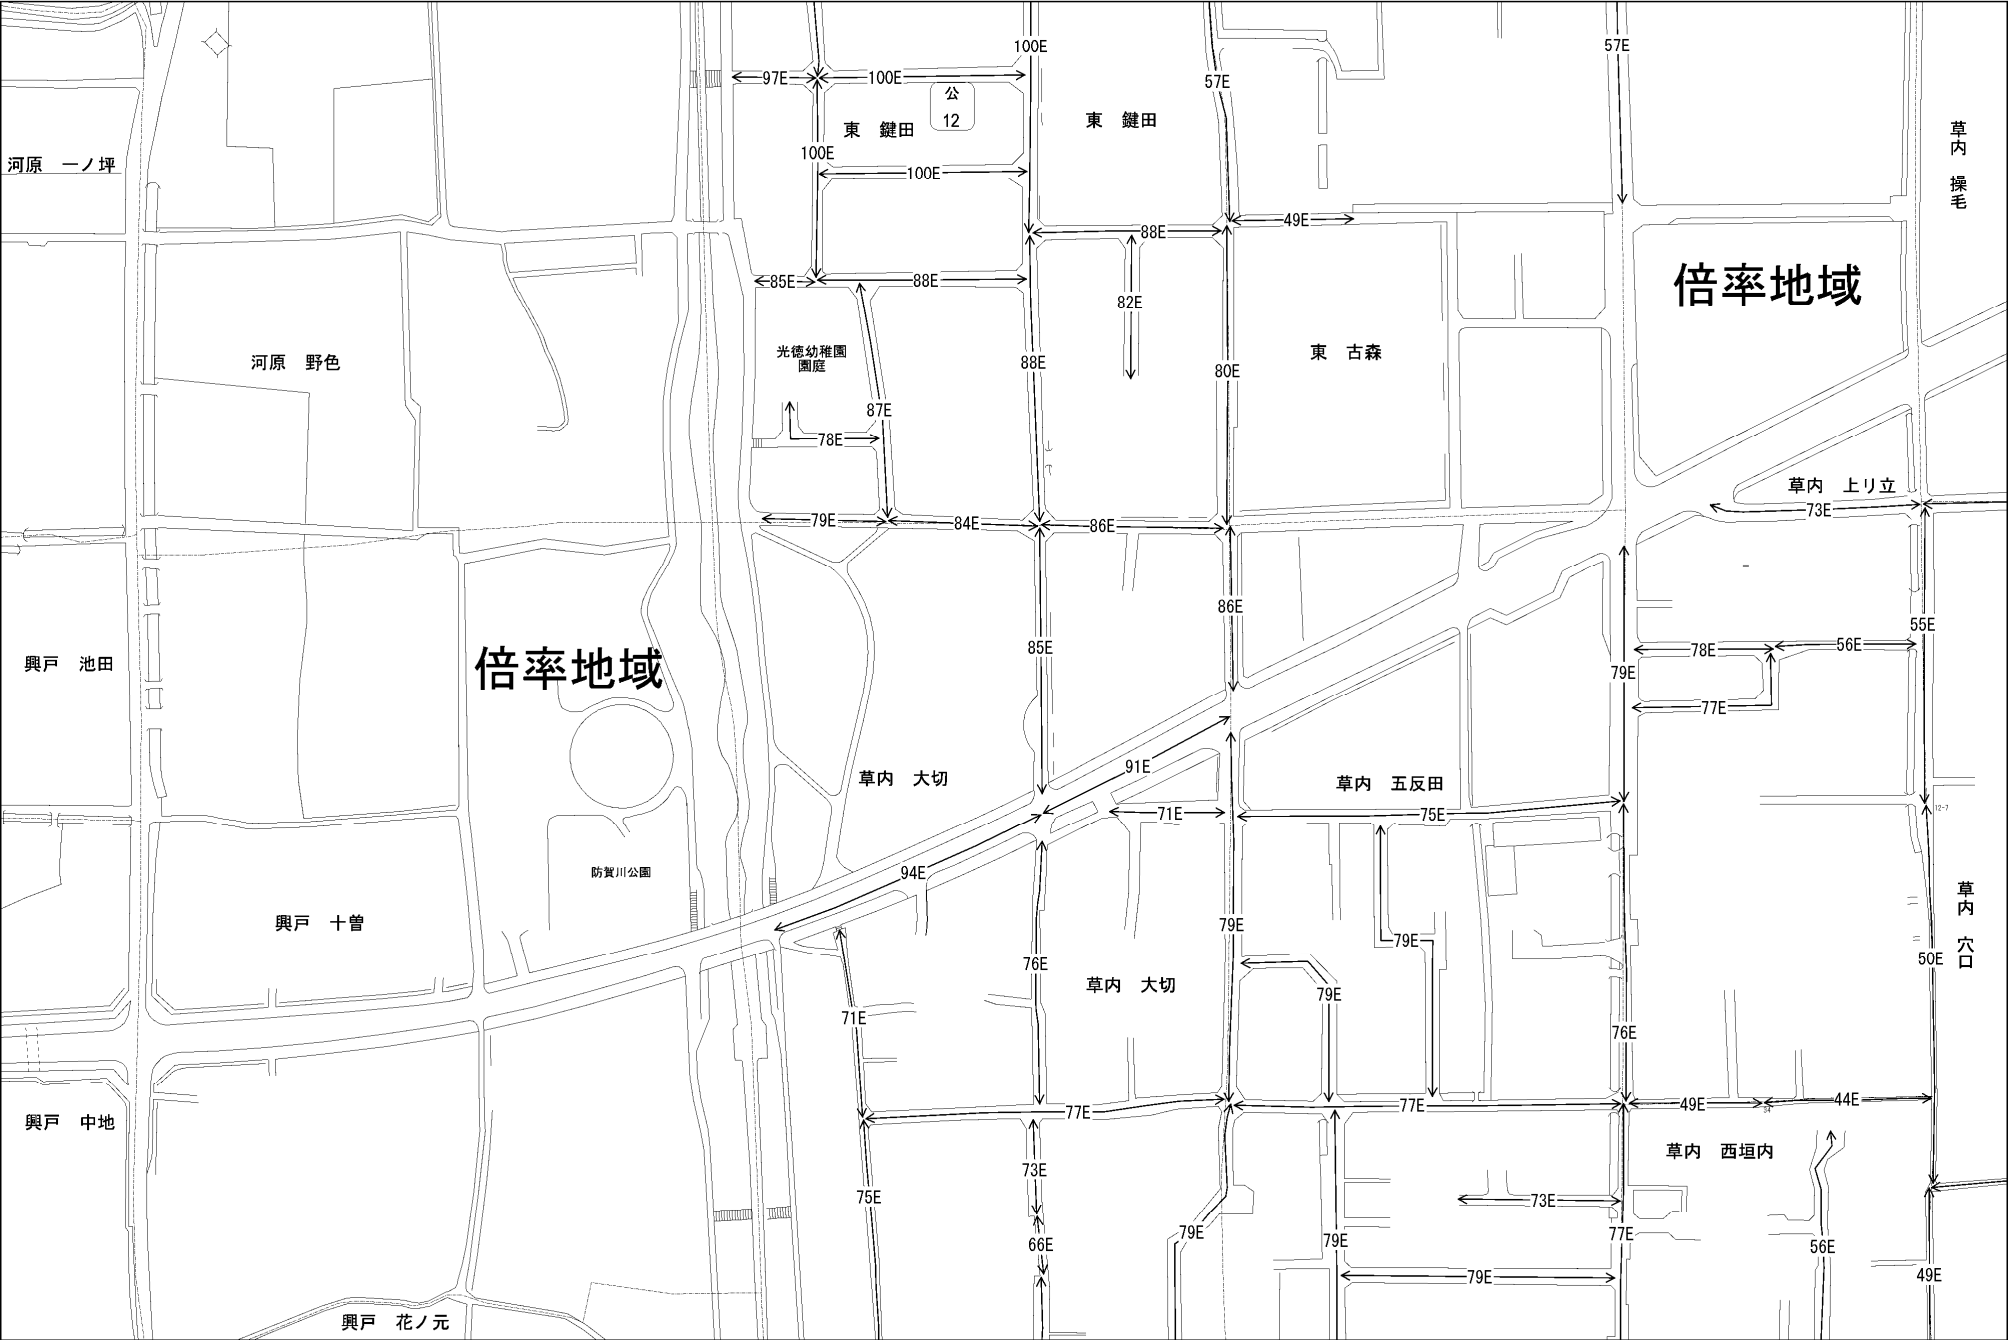 100E
57E
57E
97E
100E
公
12
東 鍵田
東 鍵田
100E
100E
河原 一ノ坪
草内 操毛
88E
49E
85E
88E
82E
倍率地域
光徳幼稚園
園庭
88E
80E
東 古森
河原 野色
87E
78E
草内 上リ立
73E
79E
84E
86E
86E
55E
85E
興戸 池田
倍率地域
78E
56E
79E
77E
91E
草内 大切
草内 五反田
71E
75E
12-7
94E
防賀川公園
草内 穴口
興戸 十曽
79E
79E
76E
草内 大切
50E
79E
71E
76E
77E
77E
49E
44E
54
興戸 中地
草内 西垣内
73E
75E
73E
79E
66E
79E
77E
56E
79E
49E
興戸 花ノ元